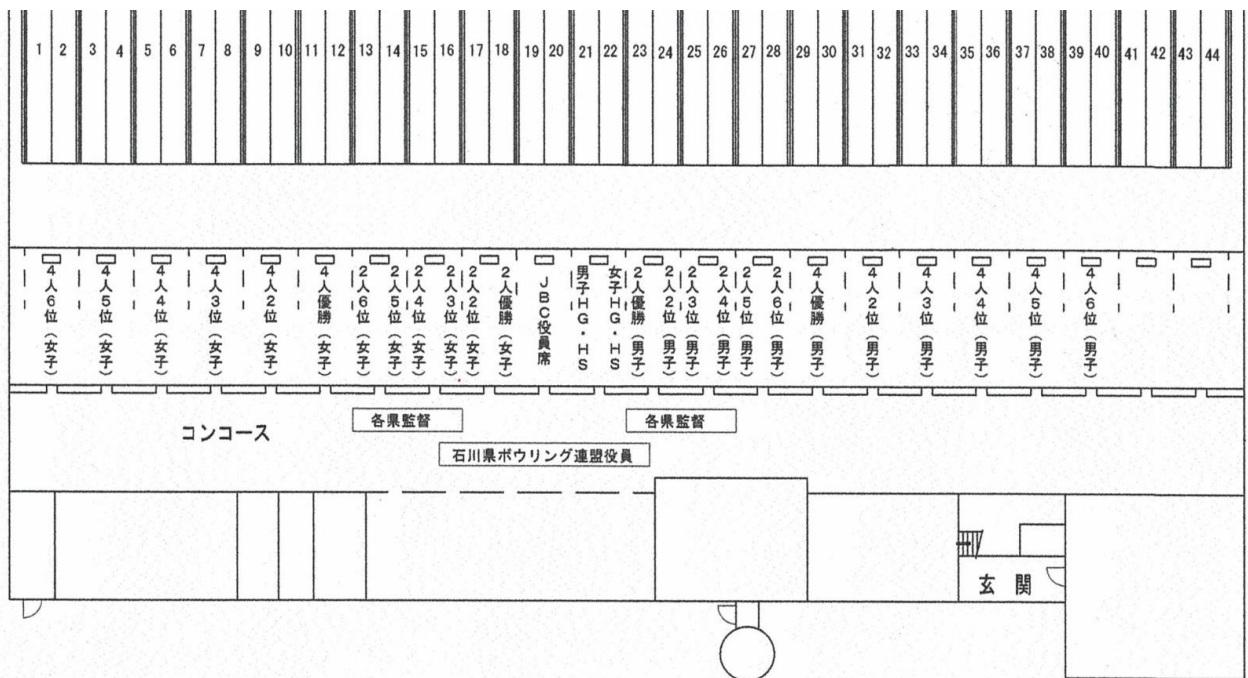 1 2 3 4 5 6 7 8 9 10 11 12 13 14 15 16 17 18 19 20 21 22 23 24 25 26 27 28 29 30 31 32 33 34 35 36 37 38 39 40 41 42 43 44
4人6位(女子)
4人5位(女子)
4人4位(女子)
4人3位(女子)
4人2位(女子)
4人優勝(女子)
2人6位(女子)
2人5位(女子)
2人4位(女子)
2人3位(女子)
2人2位(女子)
2人優勝(女子)
JBC役員席
男子HG・HS
女子HG・HS
2人優勝(男子)
2人2位(男子)
2人3位(男子)
2人4位(男子)
2人5位(男子)
2人6位(男子)
4人優勝(男子)
4人2位(男子)
4人3位(男子)
4人4位(男子)
4人5位(男子)
4人6位(男子)
コンコース
各県監督
各県監督
石川県ボウリング連盟役員
玄関